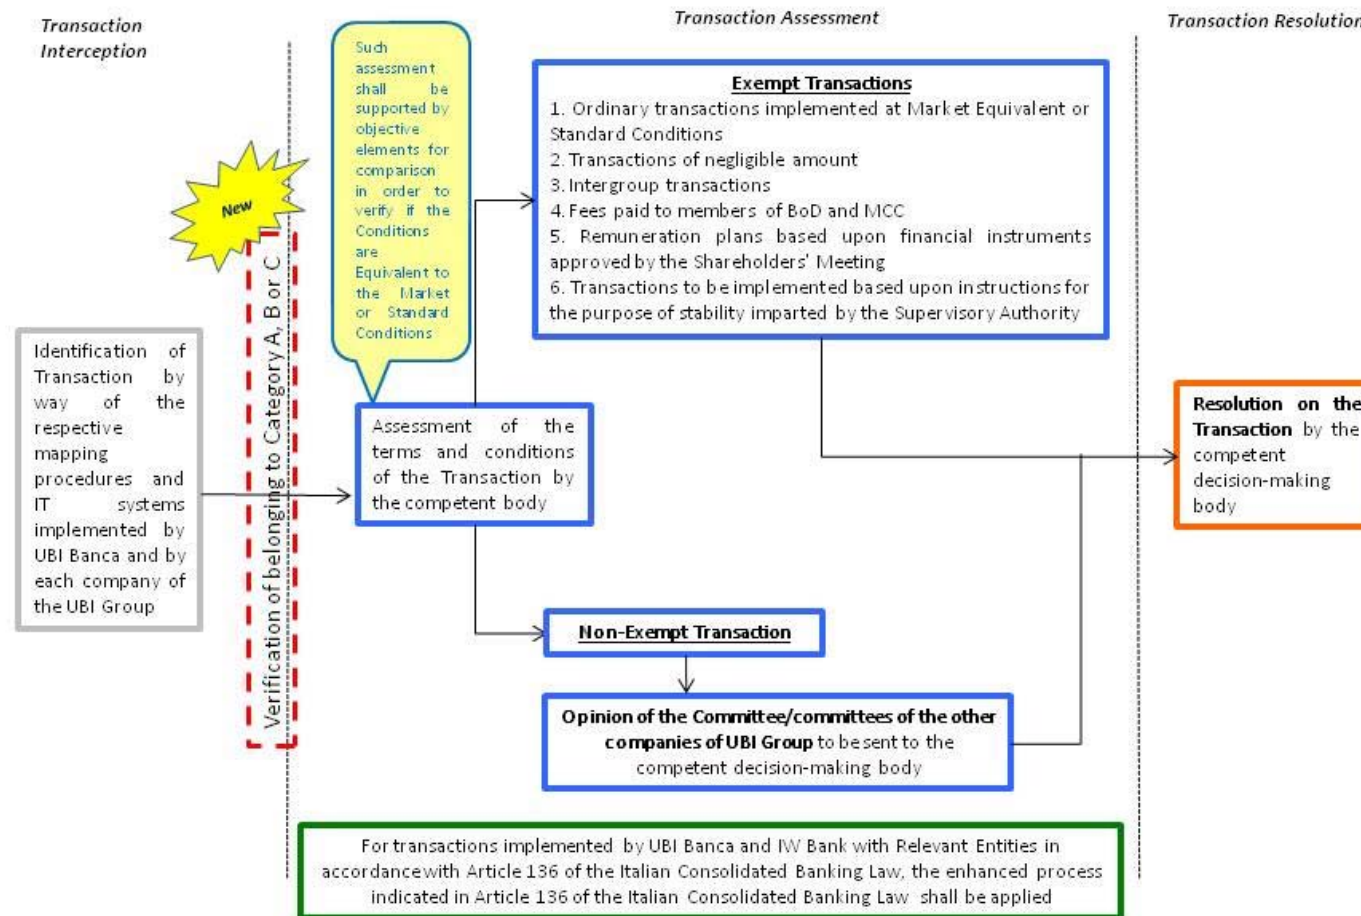 Transaction
Interception
Transaction Assessment
Transaction Resolution
Such
assessment
shall be
supported by
objective
elements for
comparison
in order to
verify if the
Conditions
are
Equivalent to
the Market
or Standard
Conditions
Exempt Transactions
1. Ordinary transactions implemented at Market Equivalent or
Standard Conditions
2. Transactions of negligible amount
3. Intergroup transactions
4. Fees paid to members of BoD and MCC
5. Remuneration plans based upon financial instruments
approved by the Shareholders' Meeting
6. Transactions to be implemented based upon instructions for
the purpose of stability imparted by the Supervisory Authority
New
Verification of belonging to Category A, B or C
Identification of
Transaction by
way of the
respective
mapping
procedures and
IT systems
implemented by
UBI Banca and by
each company of
the UBI Group
Assessment of the
terms and conditions
of the Transaction by
the competent body
Resolution on the
Transaction by the
competent
decision-making
body
Non-Exempt Transaction
Opinion of the Committee/committees of the other
companies of UBI Group to be sent to the
competent decision-making body
For transactions implemented by UBI Banca and IW Bank with Relevant Entities in
accordance with Article 136 of the Italian Consolidated Banking Law, the enhanced process
indicated in Article 136 of the Italian Consolidated Banking Law shall be applied